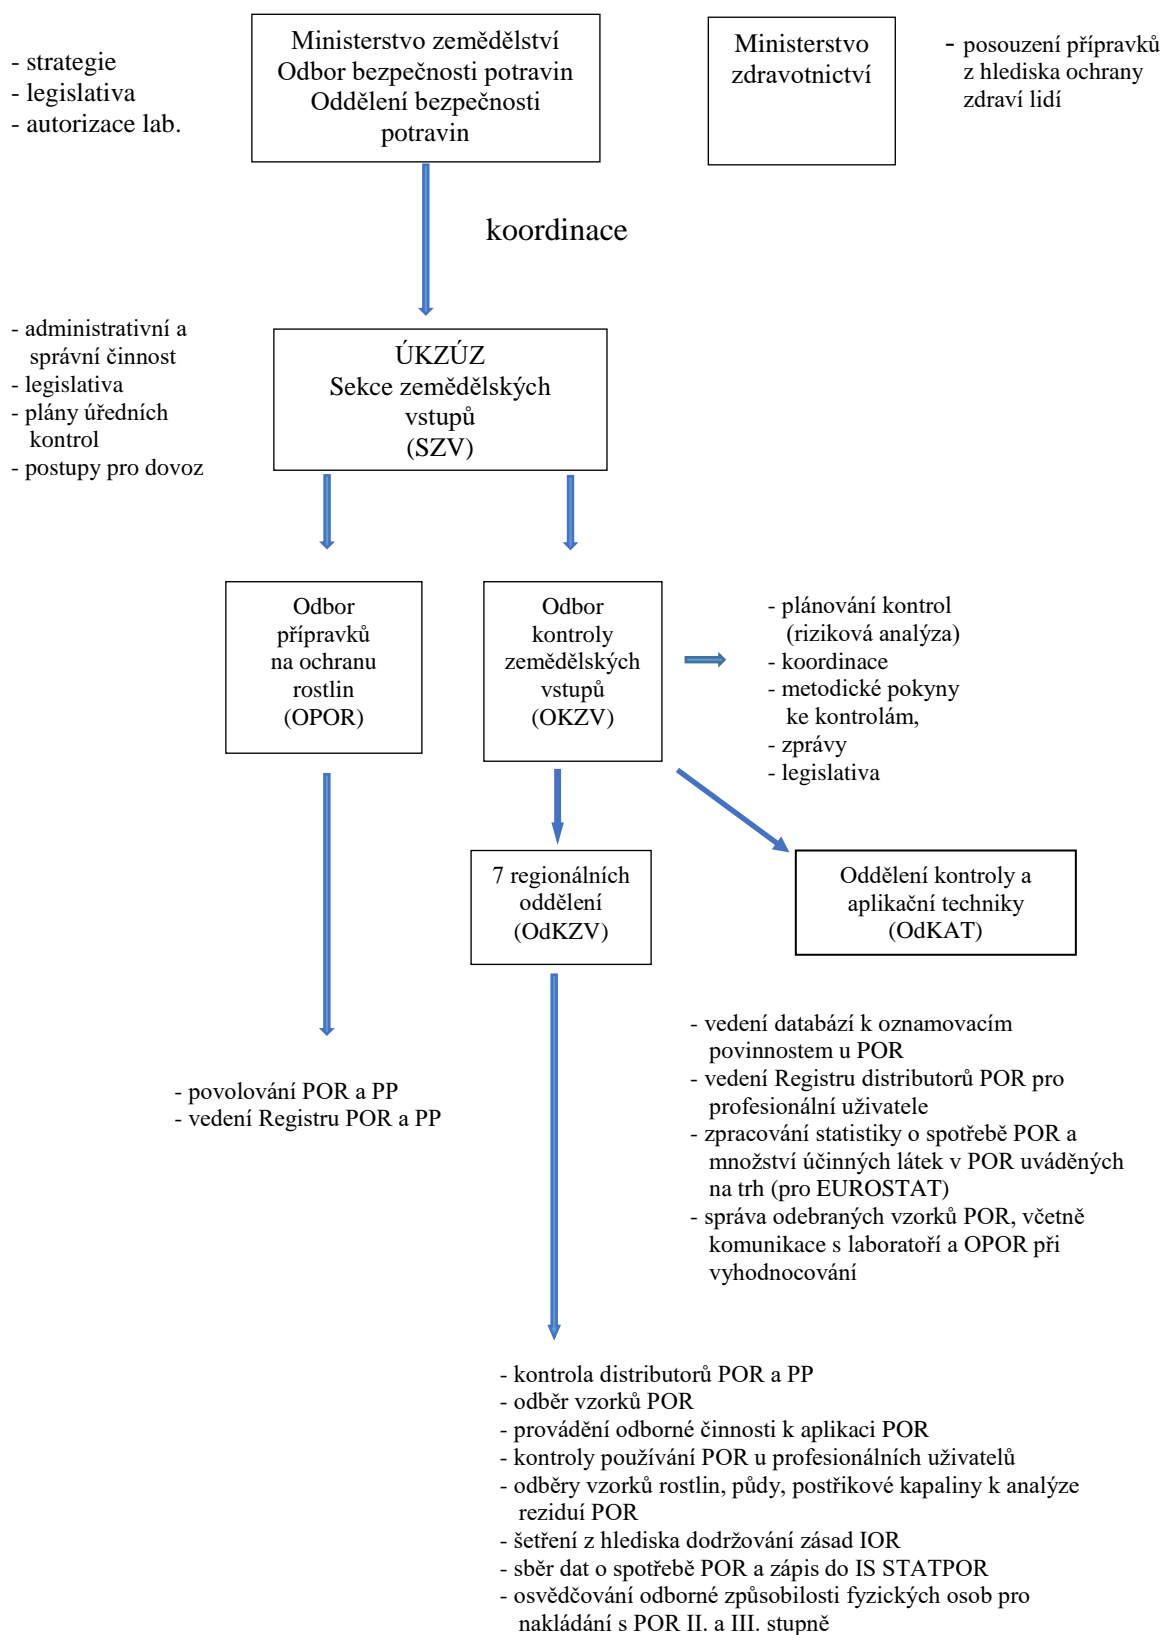 Ministerstvo zemědělství
Odbor bezpečnosti potravin
Oddělení bezpečnosti
potravin
- strategie
- legislativa
- autorizace lab.
Ministerstvo
zdravotnictví
- posouzení přípravků
z hlediska ochrany
zdraví lidí
koordinace
- administrativní a
správní činnost
- legislativa
- plány úředních
kontrol
- postupy pro dovoz
ÚKZÚZ
Sekce zemědělských
vstupů
(SZV)
Odbor
přípravků
na ochranu
rostlin
(OPOR)
Odbor
kontroly
zemědělských
vstupů
(OKZV)
- plánování kontrol
(riziková analýza)
- koordinace
- metodické pokyny
ke kontrolám,
- zprávy
- legislativa
7 regionálních
oddělení
(OdKZV)
Oddělení kontroly a
aplikační techniky
(OdKAT)
- povolování POR a PP
- vedení Registru POR a PP
- vedení databází k oznamovacím
povinnostem u POR
- vedení Registru distributorů POR pro
profesionální uživatele
- zpracování statistiky o spotřebě POR a
množství účinných látek v POR uváděných
na trh (pro EUROSTAT)
- správa odebraných vzorků POR, včetně
komunikace s laboratoří a OPOR při
vyhodnocování
- kontrola distributorů POR a PP
- odběr vzorků POR
- provádění odborné činnosti k aplikaci POR
- kontroly používání POR u profesionálních uživatelů
- odběry vzorků rostlin, půdy, postřikové kapaliny k analýze
reziduí POR
- šetření z hlediska dodržování zásad IOR
- sběr dat o spotřebě POR a zápis do IS STATPOR
- osvědčování odborné způsobilosti fyzických osob pro
nakládání s POR II. a III. stupně